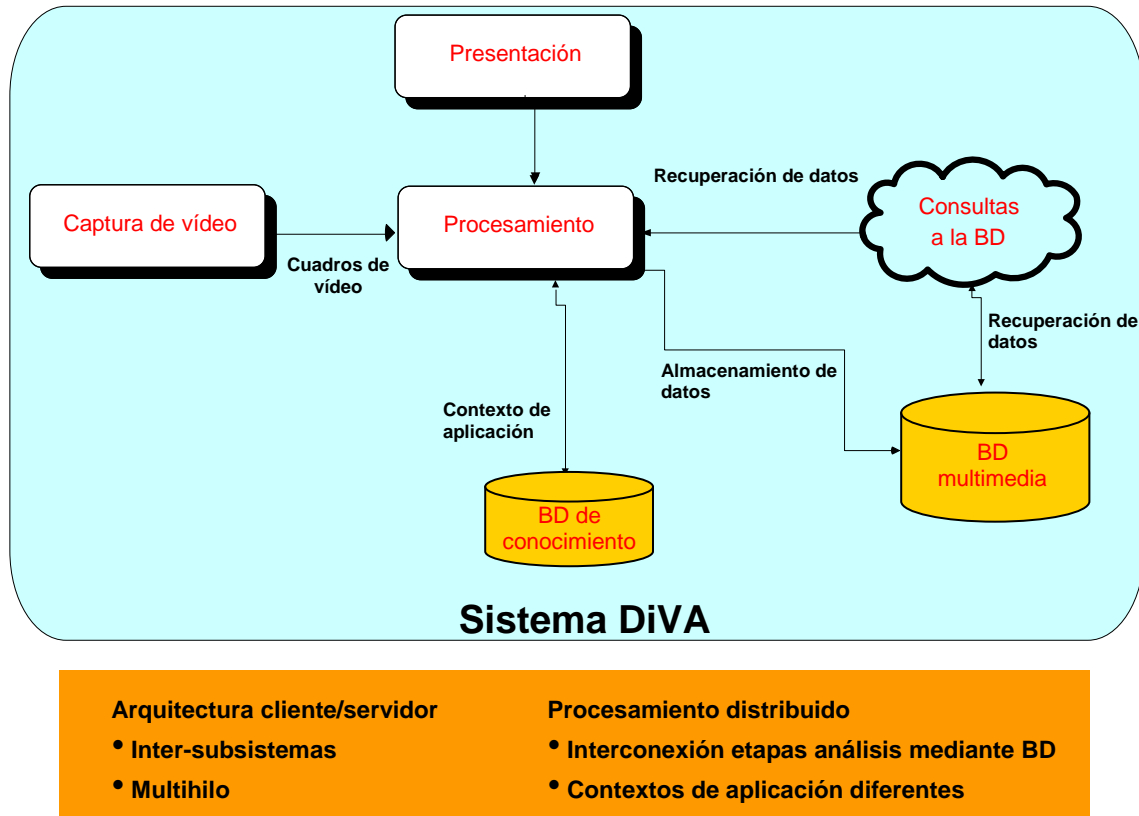 Presentación
Captura de vídeo
Cuadros de
vídeo
Procesamiento
Recuperación de datos
Consultas
a la BD
Recuperación de
datos
Almacenamiento de
datos
Contexto de
aplicación
BD
multimedia
BD de
conocimiento
Sistema DiVA
Arquitectura cliente/servidor
• Inter-subsistemas
• Multihilo
Procesamiento distribuido
• Interconexión etapas análisis mediante BD
• Contextos de aplicación diferentes